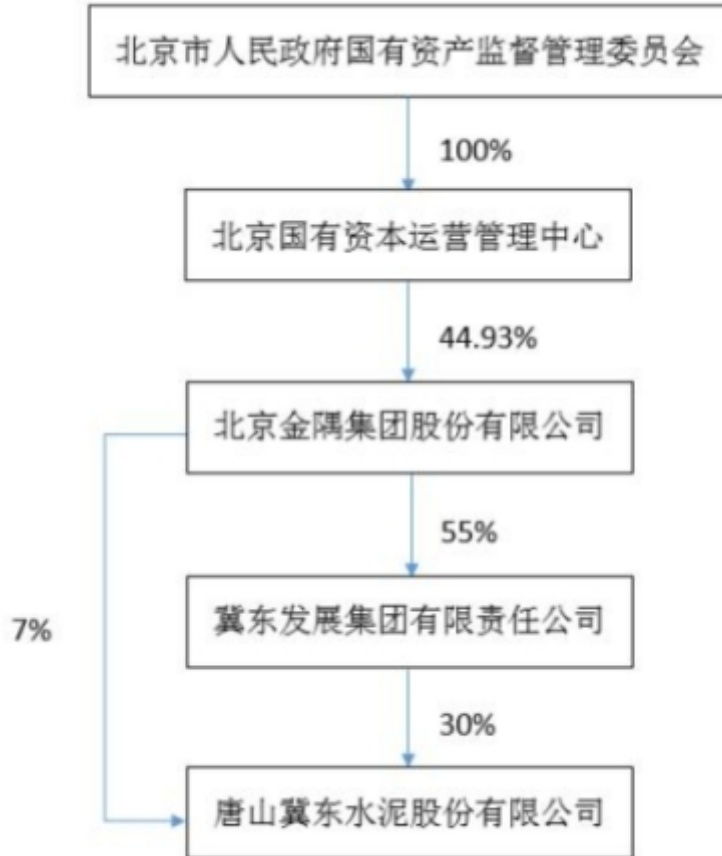 北京市人民政府国有资产监督管理委员会
100%
北京国有资本运营管理中心
44.93%
北京金隅集团股份有限公司
55%
冀东发展集团有限责任公司
7%
30%
唐山冀东水泥股份有限公司